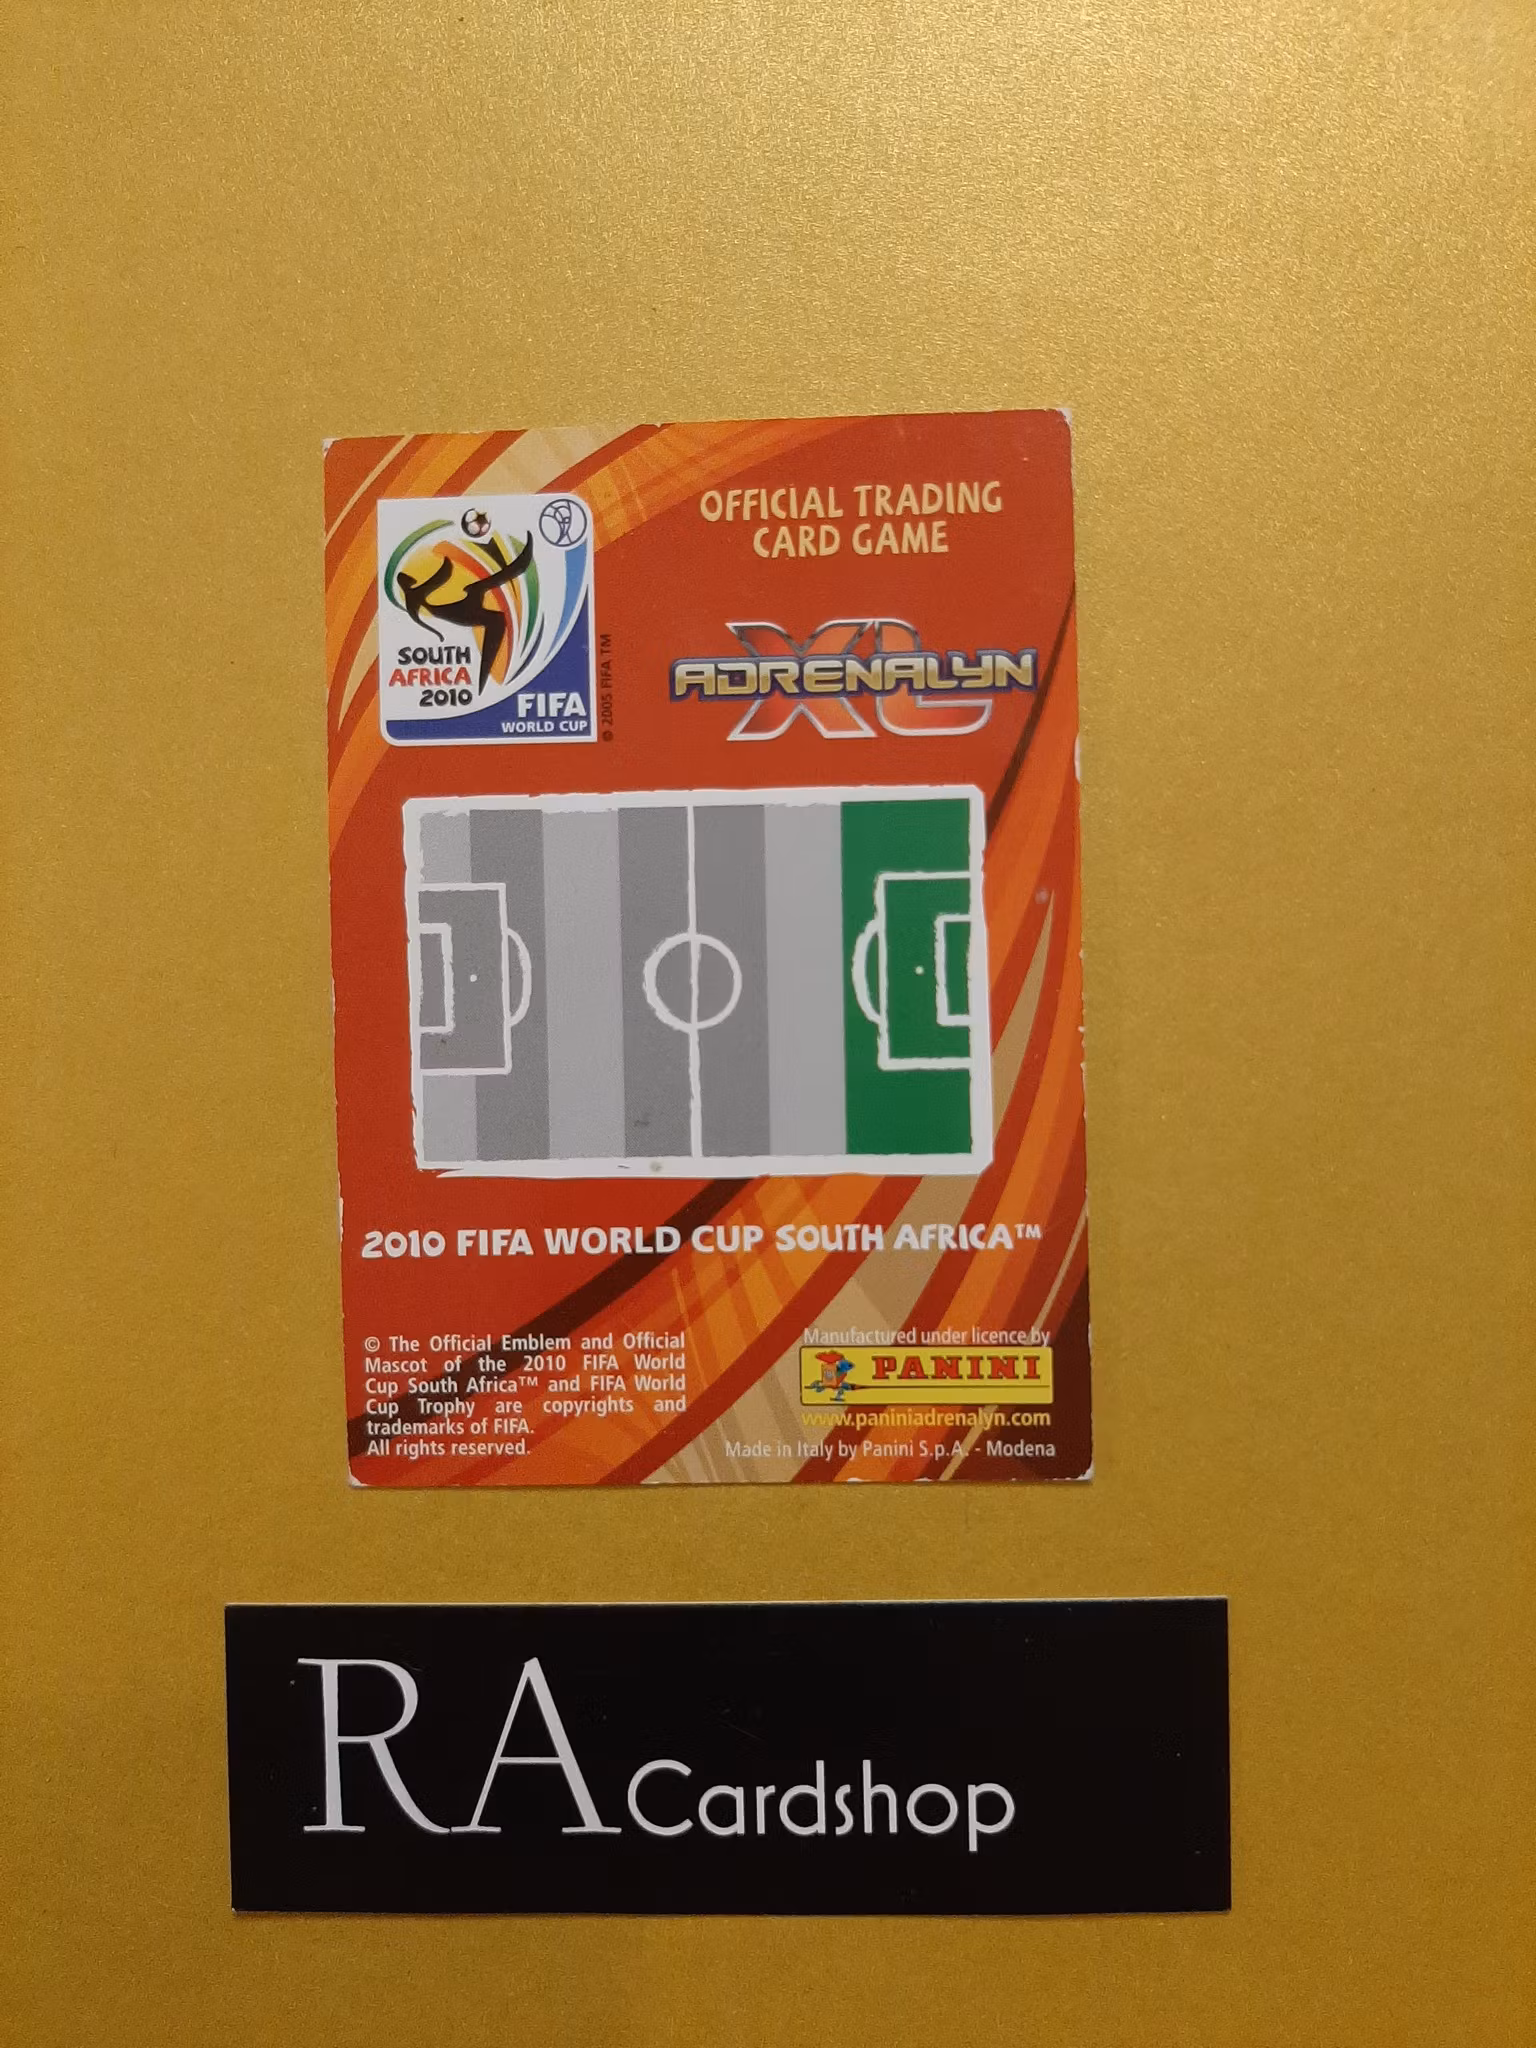 OFFICIAL TRADING
CARD GAME
SOUTH
AFRICA
2010
FIFA
WORLD CUP
© 2005 FIFA TM
ADRENALYN
XL
2010 FIFA WORLD CUP SOUTH AFRICA™
© The Official Emblem and Official
Mascot of the 2010 FIFA World
Cup South Africa™ and FIFA World
Cup Trophy are copyrights and
trademarks of FIFA.
All rights reserved.
Manufactured under licence by
PANINI
www.paniniadrenalyn.com
Made in Italy by Panini S.p.A. - Modena
RA Cardshop